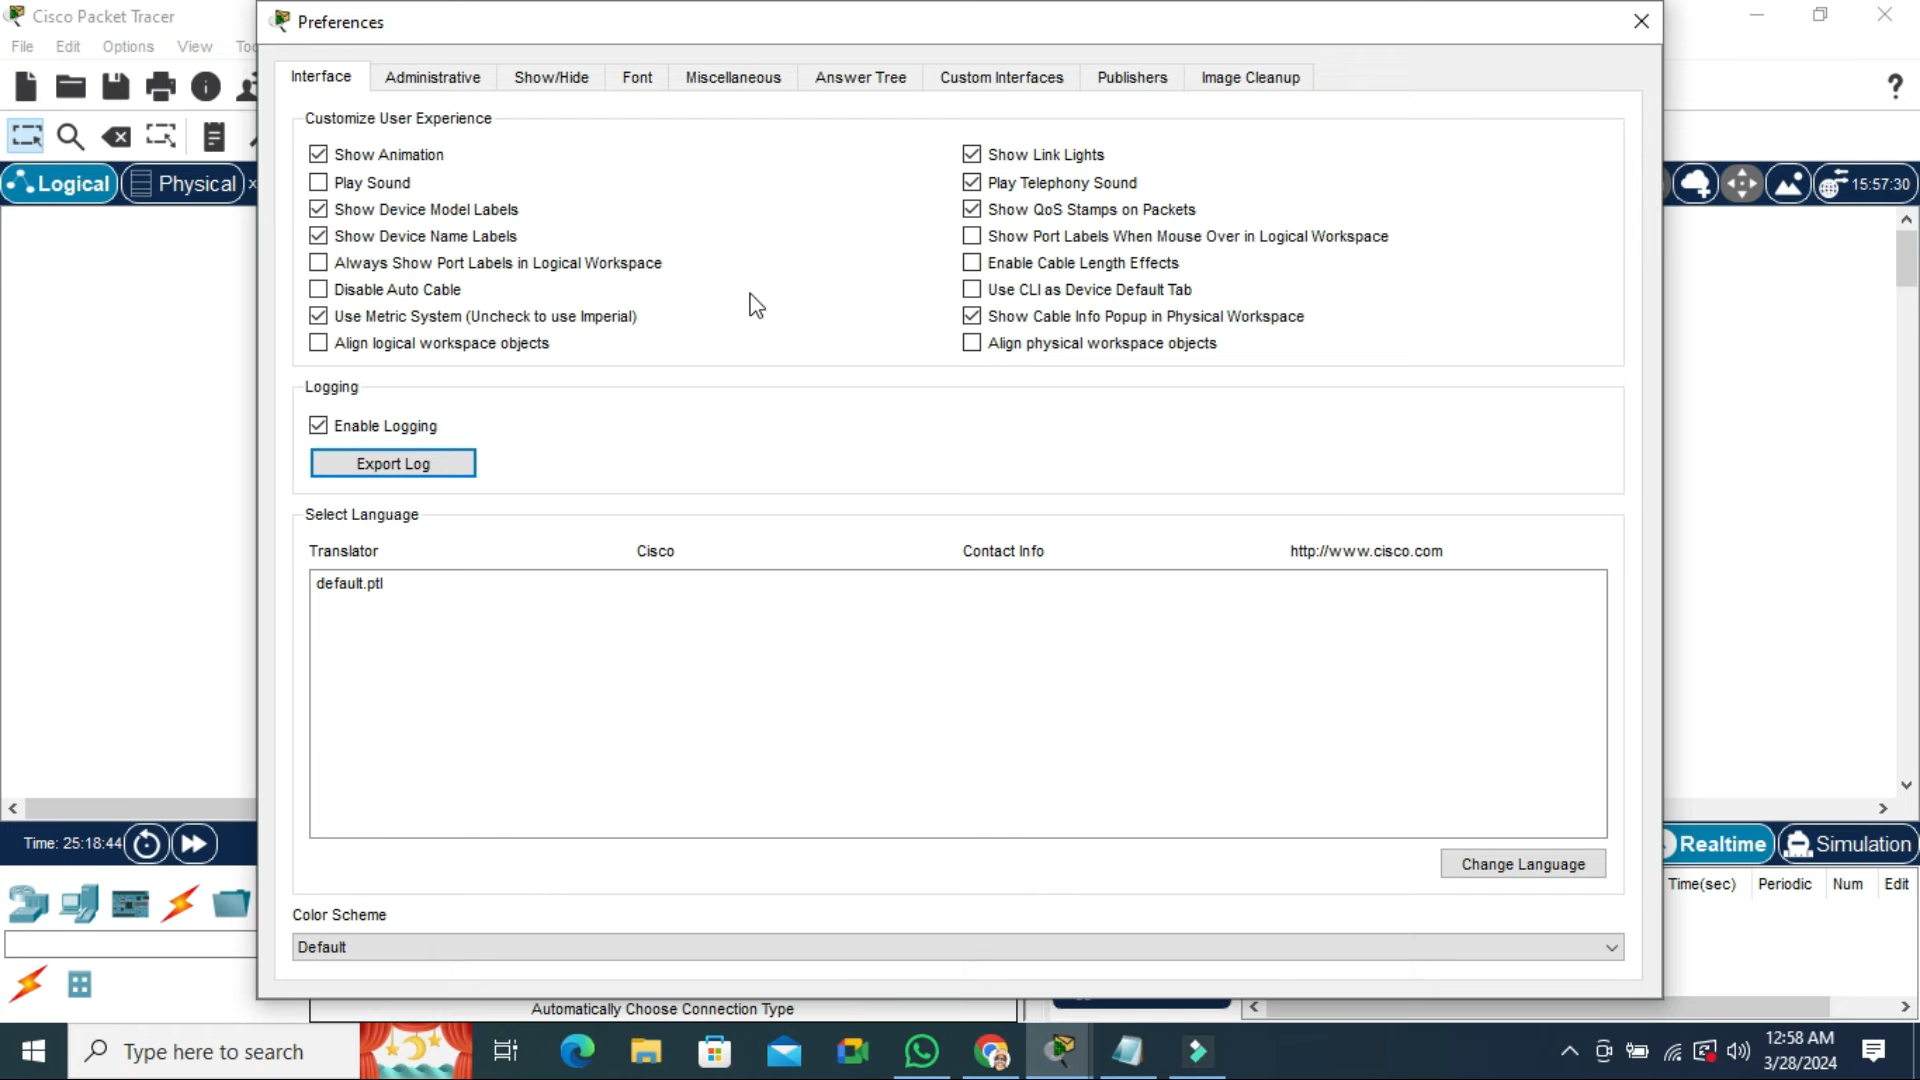 Cisco Packet Tracer
Preferences
File Edit Options View Too
Interface Administrative Show/Hide Font Miscellaneous Answer Tree Custom Interfaces Publishers Image Cleanup
Customize User Experience
Show Animation Show Link Lights
Play Sound Play Telephony Sound
Logical Physical 15:57:30
Show Device Model Labels Show QoS Stamps on Packets
Show Device Name Labels Show Port Labels When Mouse Over in Logical Workspace
Always Show Port Labels in Logical Workspace Enable Cable Length Effects
Disable Auto Cable Use CLI as Device Default Tab
Use Metric System (Uncheck to use Imperial) Show Cable Info Popup in Physical Workspace
Align logical workspace objects Align physical workspace objects
Logging
Enable Logging
Export Log
Select Language
Translator Cisco Contact Info http://www.cisco.com
default.ptl
Time: 25:18:44 Realtime Simulation
Change Language
Time(sec) Periodic Num Edit
Color Scheme
Default
Automatically Choose Connection Type
Type here to search
12:58 AM
3/28/2024